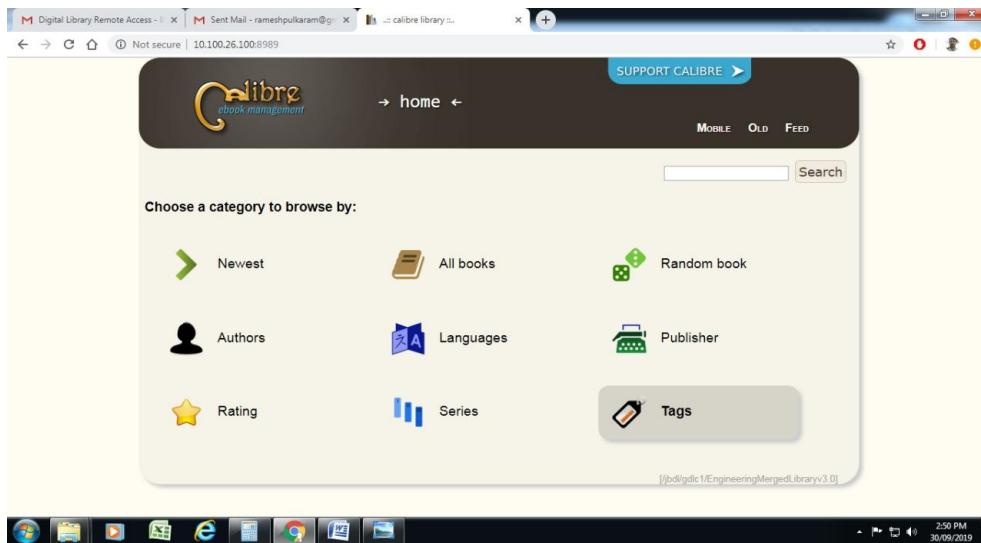 Digital Library Remote Access - I
Sent Mail - rameshpulkaram@g
..:: calibre library ::..
Not secure | 10.100.26.100:8989
SUPPORT CALIBRE
Calibre
ebook management
→ home ←
MOBILE OLD FEED
Search
Choose a category to browse by:
Newest All books Random book
Authors Languages Publisher
Rating Series Tags
[/jbdl/gdlc1/EngineeringMergedLibraryv3.0]
2:50 PM
30/09/2019